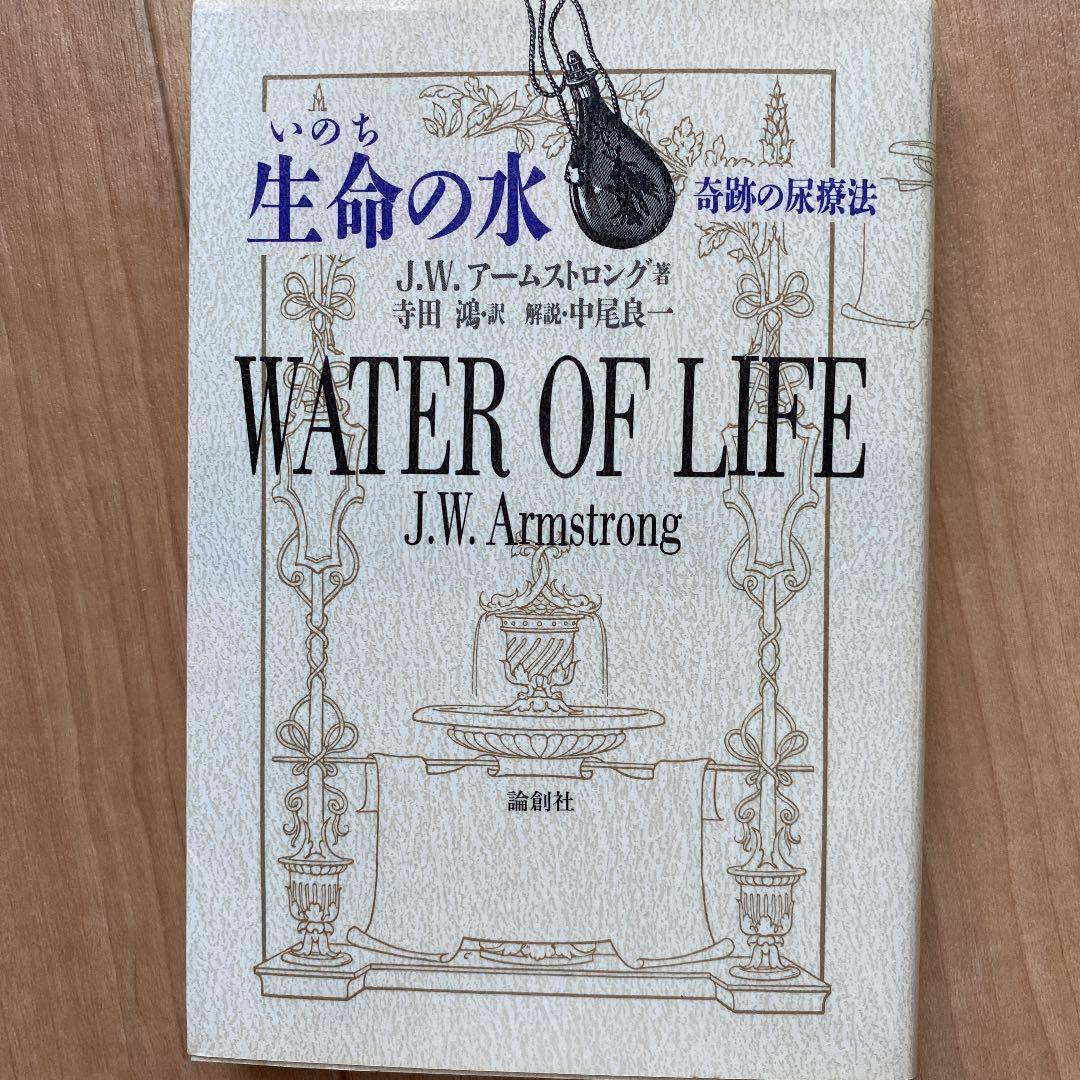 いのち
生命の水
奇跡の尿療法
J.W. アームストロング著
寺田 鴻・訳 解説・中尾良一
WATER OF LIFE
J.W. Armstrong
論創社